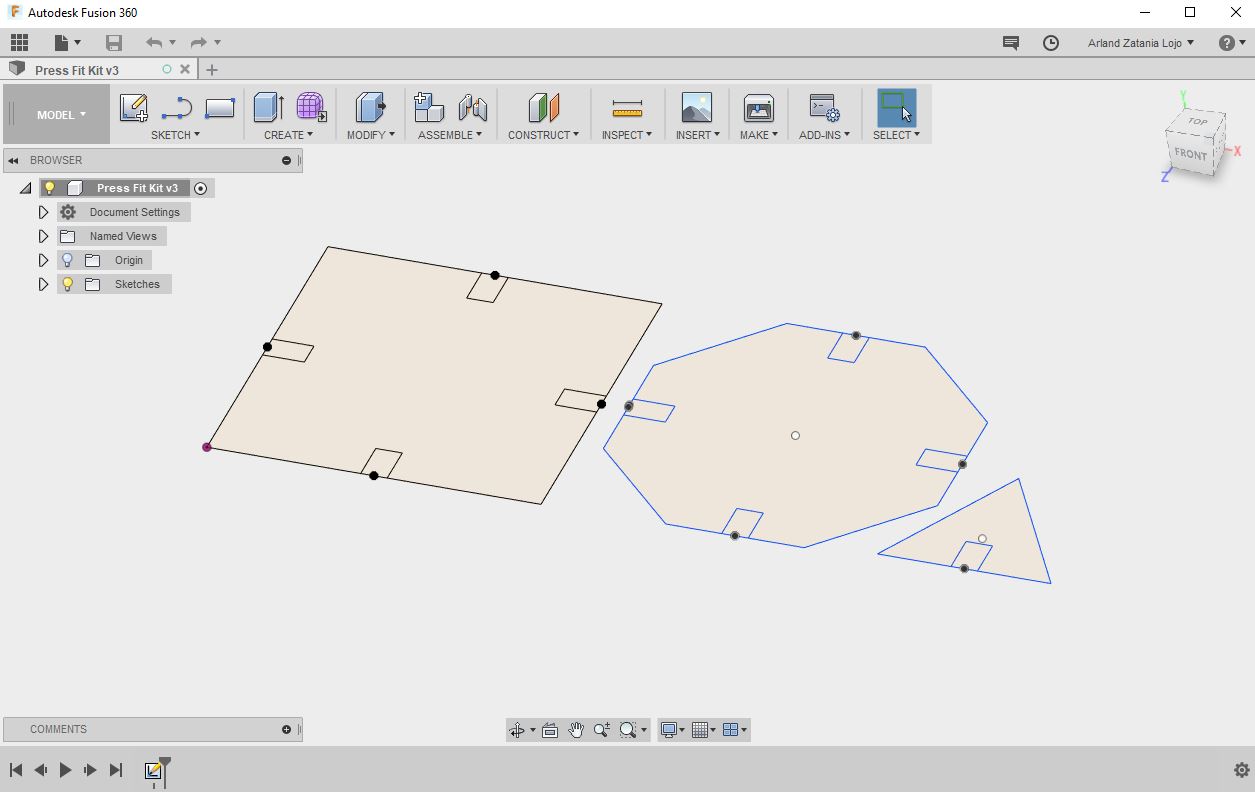 Autodesk Fusion 360
Arland Zatania Lojo
?
Press Fit Kit v3
MODEL
SKETCH
CREATE
MODIFY
ASSEMBLE
CONSTRUCT
INSPECT
INSERT
MAKE
ADD-INS
SELECT
Y
TOP
FRONT
X
Z
BROWSER
Press Fit Kit v3
Document Settings
Named Views
Origin
Sketches
COMMENTS